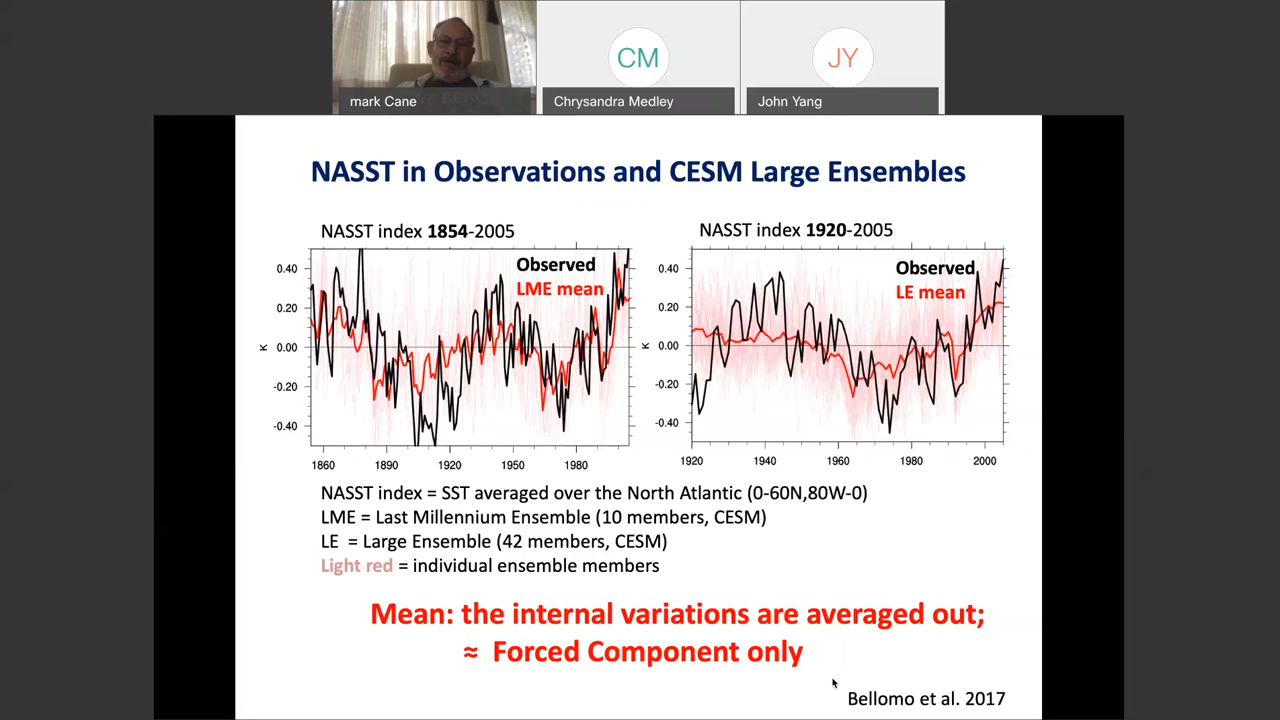 CM
JY
mark Cane
Chrysandra Medley
John Yang
NASST in Observations and CESM Large Ensembles
NASST index 1854-2005
NASST index 1920-2005
Observed
LME mean
Observed
LE mean
0.40
0.20
0.00
-0.20
-0.40
K
1860 1890 1920 1950 1980
0.40
0.20
0.00
-0.20
-0.40
K
1920 1940 1960 1980 2000
NASST index = SST averaged over the North Atlantic (0-60N,80W-0)
LME = Last Millennium Ensemble (10 members, CESM)
LE = Large Ensemble (42 members, CESM)
Light red = individual ensemble members
Mean: the internal variations are averaged out;
≈ Forced Component only
Bellomo et al. 2017